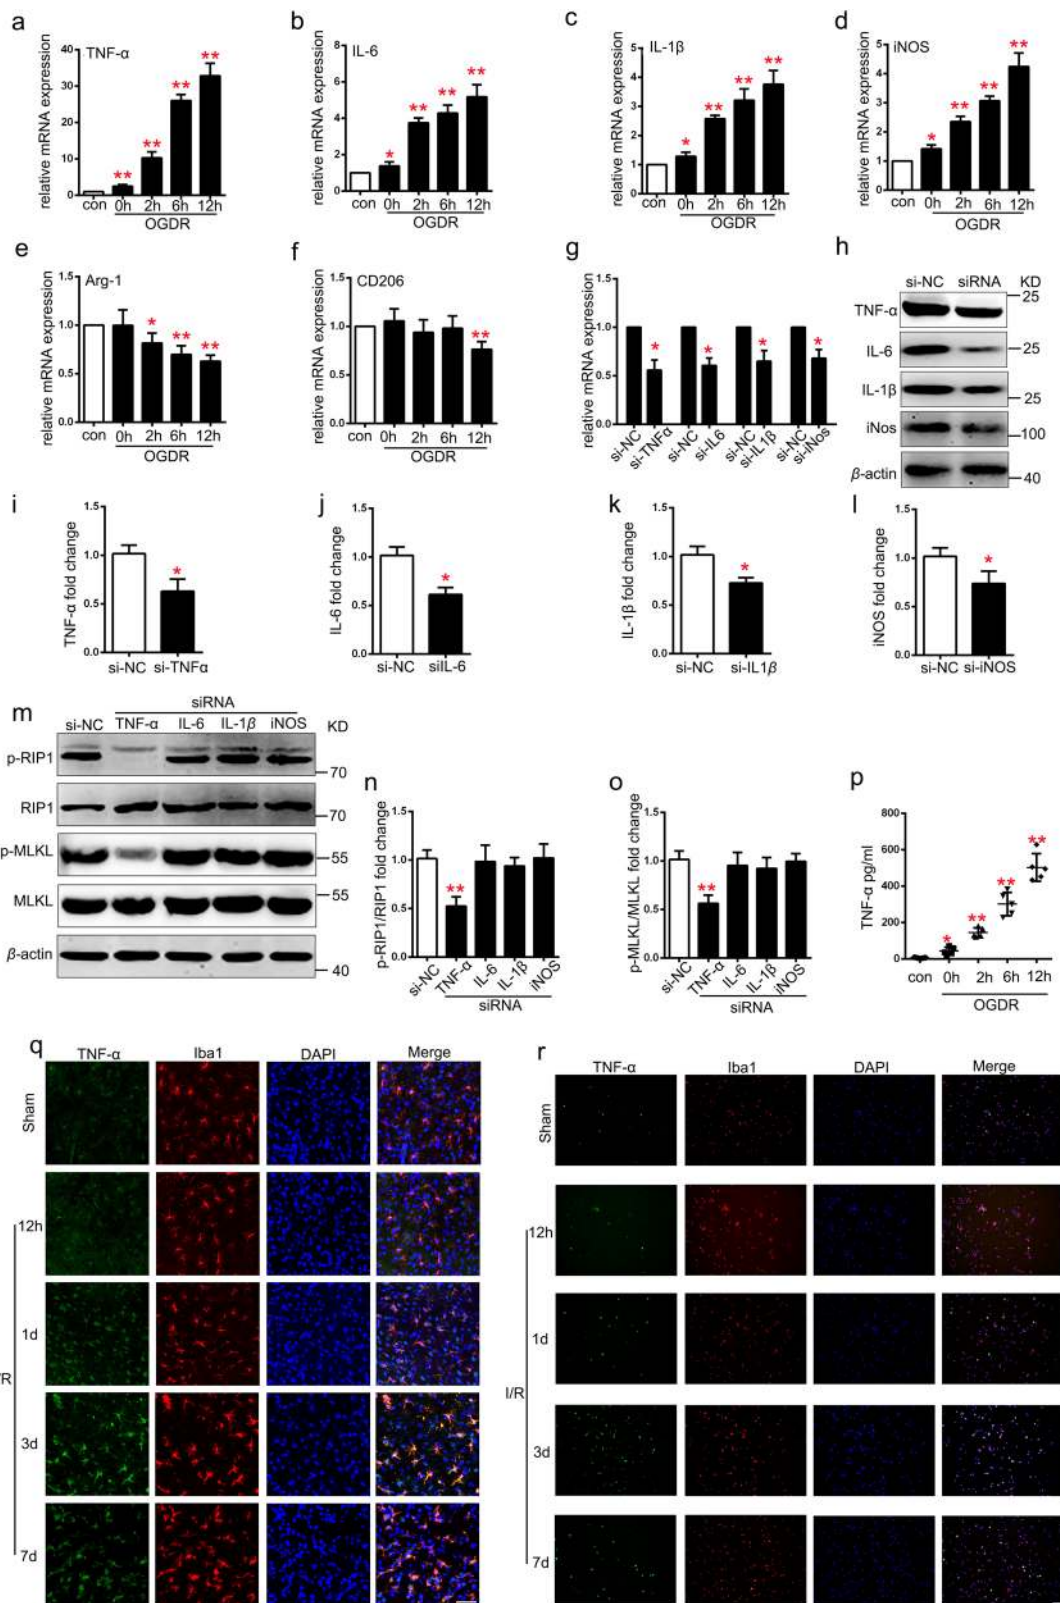 a
TNF-α
relative mRNA expression
40
30
20
10
0
con 0h 2h 6h 12h
OGDR
** ** ** **
b
IL-6
relative mRNA expression
8
6
4
2
0
con 0h 2h 6h 12h
OGDR
* ** ** **
c
IL-1β
relative mRNA expression
5
4
3
2
1
0
con 0h 2h 6h 12h
OGDR
* ** ** **
d
iNOS
relative mRNA expression
5
4
3
2
1
0
con 0h 2h 6h 12h
OGDR
* ** ** **
e
Arg-1
relative mRNA expression
1.5
1.0
0.5
0.0
con 0h 2h 6h 12h
OGDR
* ** **
f
CD206
relative mRNA expression
1.5
1.0
0.5
0.0
con 0h 2h 6h 12h
OGDR
**
g
relative mRNA expression
1.5
1.0
0.5
0.0
* * * *
si-NC si-TNFα si-NC si-IL6 si-NC si-IL1β si-NC si-iNos
h
si-NC siRNA KD
TNF-α 25
IL-6 25
IL-1β
iNos 100
β-actin 40
i
TNF-α fold change
1.5
1.0
0.5
0.0
*
si-NC si-TNFα
j
IL-6 fold change
1.5
1.0
0.5
0.0
*
si-NC siIL-6
k
IL-1β fold change
1.5
1.0
0.5
0.0
*
si-NC si-IL1β
l
iNOS fold change
1.5
1.0
0.5
0.0
*
si-NC si-iNOS
m
siRNA
si-NC TNF-α IL-6 IL-1β iNOS KD
p-RIP1 70
RIP1 70
p-MLKL 55
MLKL 55
β-actin 40
n
p-RIP1/RIP1 fold change
1.5
1.0
0.5
0.0
**
si-NC TNF-α IL-6 IL-1β iNOS
siRNA
o
p-MLKL/MLKL fold change
1.5
1.0
0.5
0.0
**
si-NC TNF-α IL-6 IL-1β iNOS
siRNA
p
TNF-α pg/ml
800
600
400
200
0
* ** ** **
con 0h 2h 6h 12h
OGDR
q
TNF-α Iba1 DAPI Merge
Sham
12h
1d
/R
3d
7d
r
TNF-α Iba1 DAPI Merge
Sham
12h
1d
I/R
3d
7d